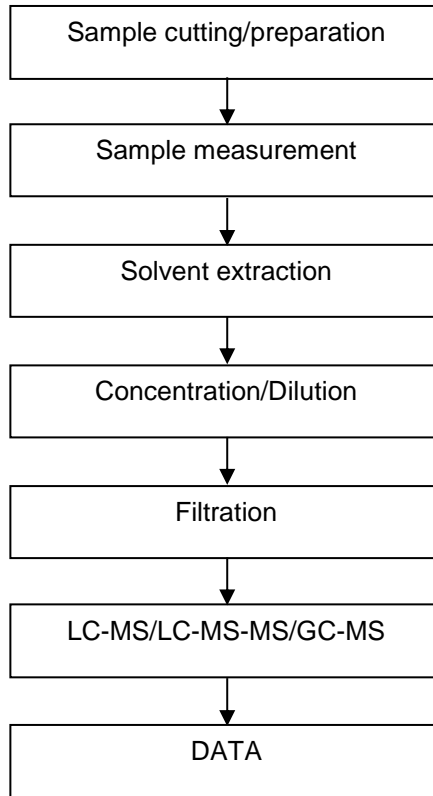 Sample cutting/preparation
Sample measurement
Solvent extraction
Concentration/Dilution
Filtration
LC-MS/LC-MS-MS/GC-MS
DATA